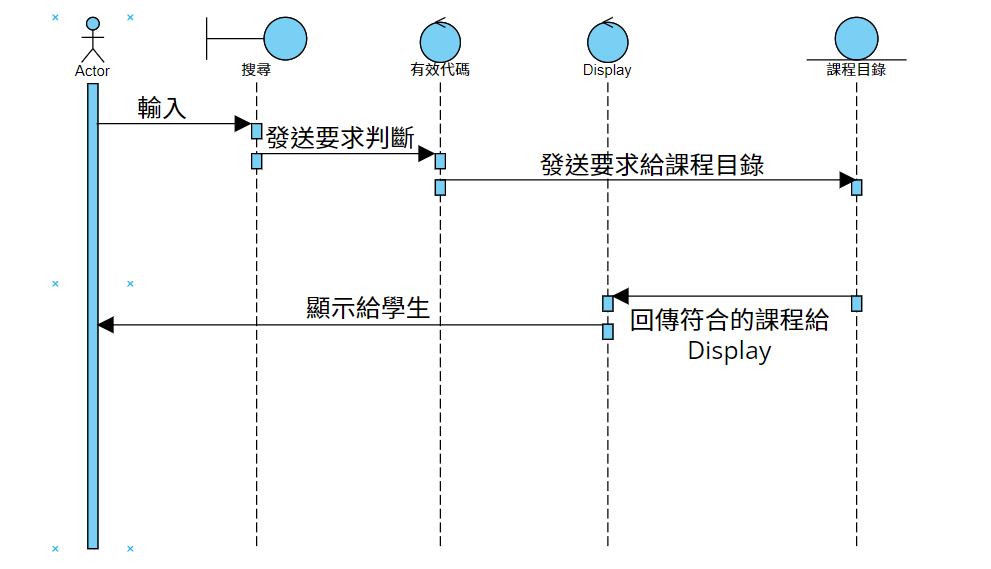 Actor
搜尋
有效代碼
Display
課程目錄
輸入
發送要求判斷
發送要求給課程目錄
顯示給學生
回傳符合的課程給
Display